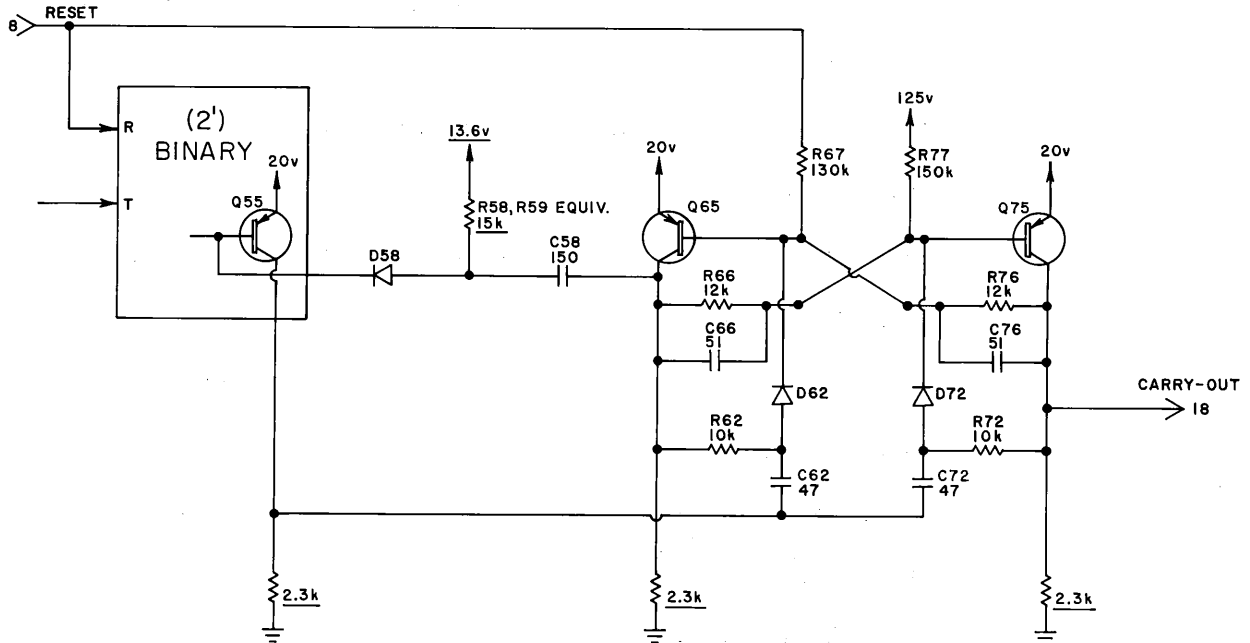 RESET
8
R
T
(2')
BINARY
Q55
20v
D58
13.6v
R58, R59 EQUIV.
15k
C58
150
20v
Q65
R67
130k
125v
R77
150k
20v
Q75
R66
12k
C66
51
R76
12k
C76
51
D62
D72
R62
10k
R72
10k
C62
47
C72
47
CARRY-OUT
18
2.3k
2.3k
2.3k